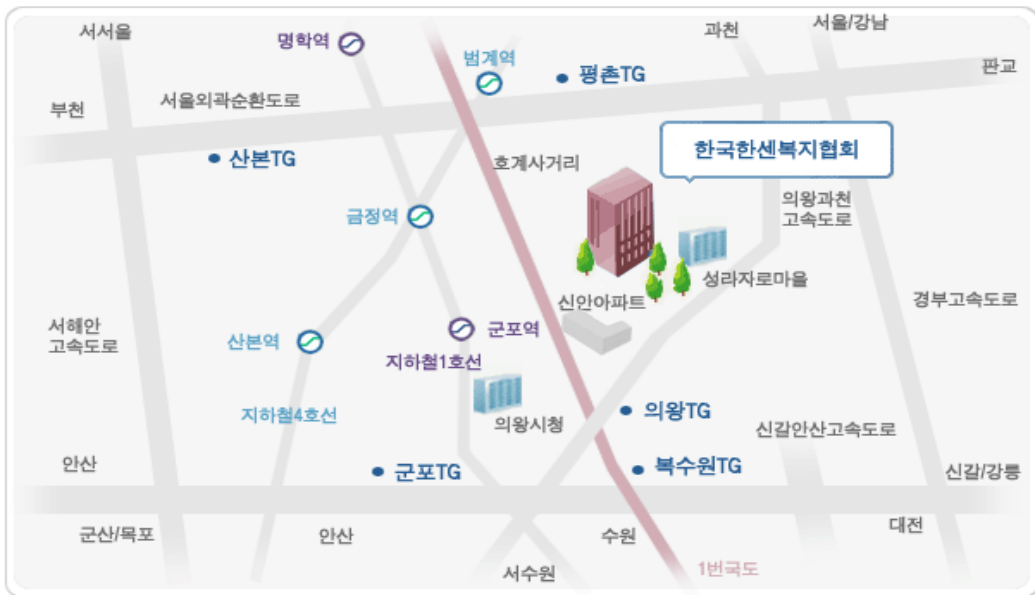 서서울
명학역
범계역
평촌TG
과천
서울/강남
판교
부천
서울외곽순환도로
산본TG
호계사거리
한국한센복지협회
금정역
의왕과천
고속도로
성라자로마을
신안아파트
경부고속도로
서해안
고속도로
산본역
군포역
지하철1호선
지하철4호선
의왕시청
의왕TG
신갈안산고속도로
안산
군포TG
복수원TG
신갈/강릉
군산/목포
안산
수원
대전
서수원
1번국도